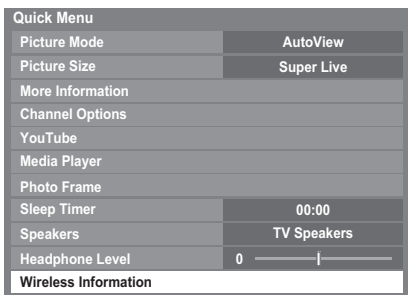 Quick Menu
Picture Mode AutoView
Picture Size Super Live
More Information
Channel Options
YouTube
Media Player
Photo Frame
Sleep Timer 00:00
Speakers TV Speakers
Headphone Level 0
Wireless Information